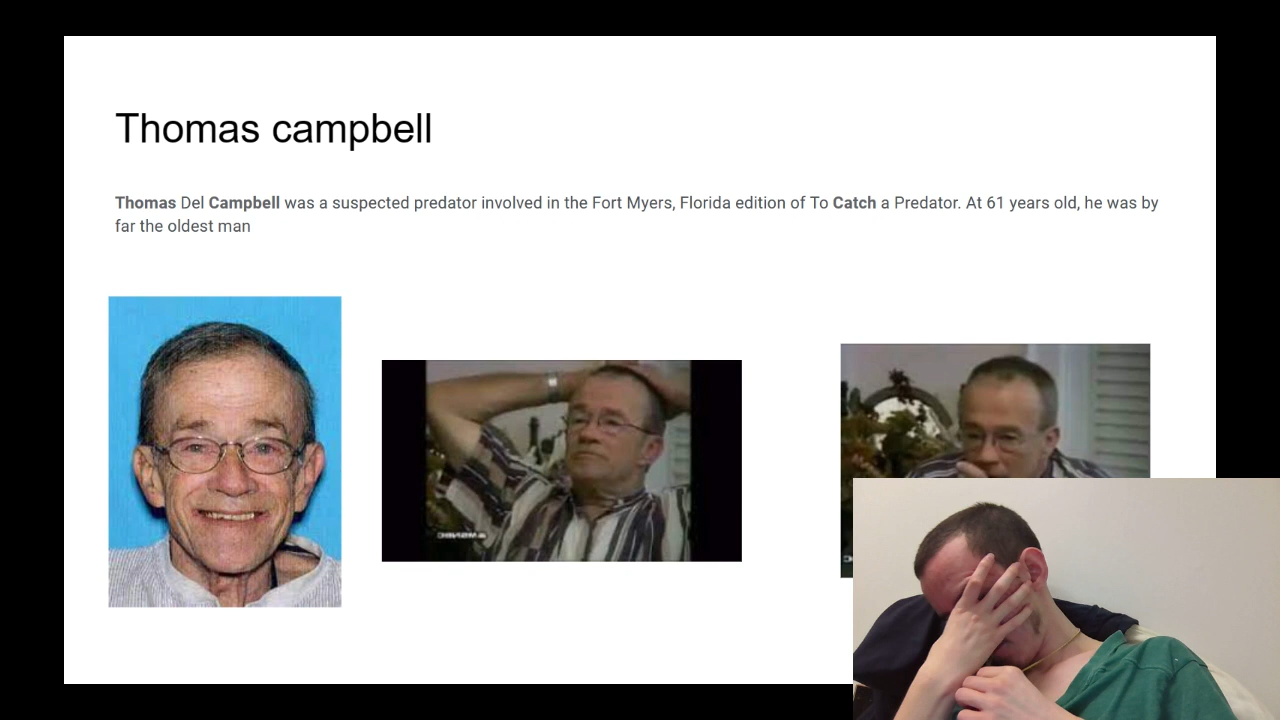 Thomas campbell
Thomas Del Campbell was a suspected predator involved in the Fort Myers, Florida edition of To Catch a Predator. At 61 years old, he was by
far the oldest man